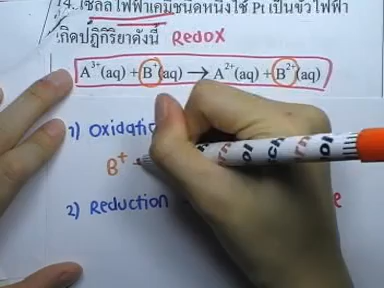 14. เซลล์ไฟฟ้าเคมีชนิดหนึ่งใช้ Pt เป็นขั้วไฟฟ้า
เกิดปฏิกิริยาดังนี้ Redox
A³⁺(aq) + B⁺(aq) → A²⁺(aq) + B²⁺(aq)
1)
B⁺
2) Reduction